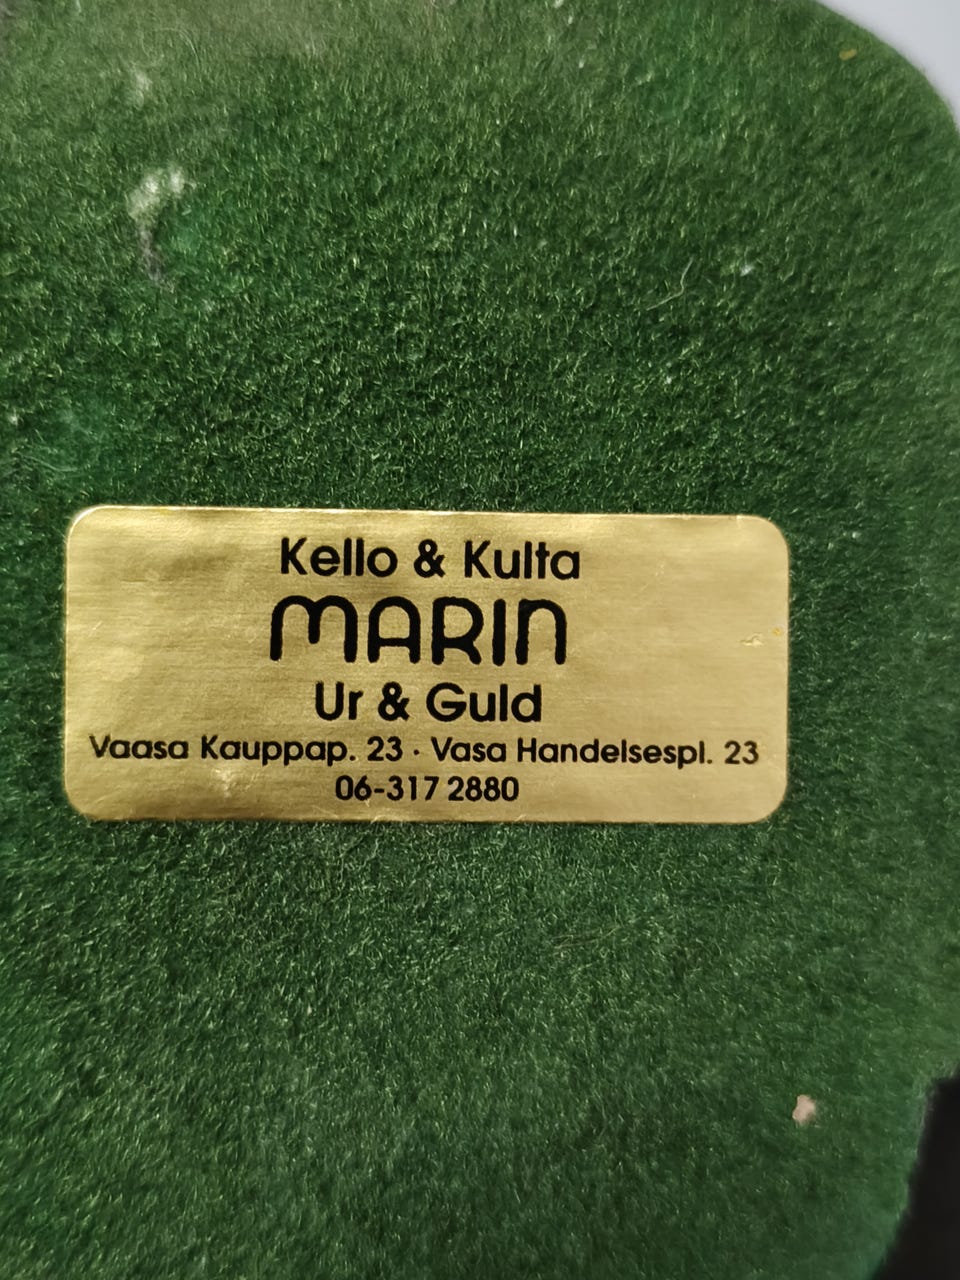 Kello & Kulta
MARIN
Ur & Guld
Vaasa Kauppap. 23 · Vasa Handelsespl. 23
06-317 2880